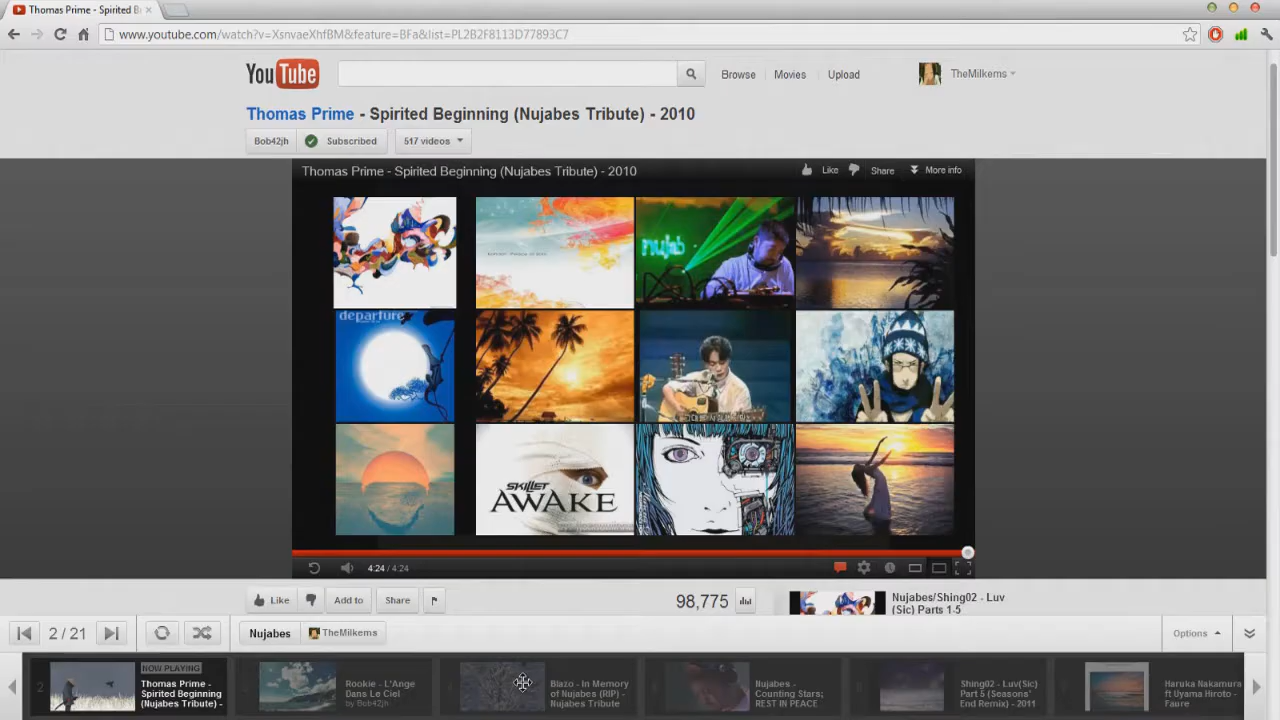 Thomas Prime - Spirited B
www.youtube.com/watch?v=XsnvaeXhfBM&feature=BFa&list=PL2B2F8113D77893C7
YouTube
Browse
Movies
Upload
TheMilkems
Thomas Prime - Spirited Beginning (Nujabes Tribute) - 2010
Bob42jh
Subscribed
517 videos
Thomas Prime - Spirited Beginning (Nujabes Tribute) - 2010
Like
Share
More info
nujab
departure
SKILLET
AWAKE
4:24 / 4:24
Like
Add to
Share
98,775
Nujabes/Shing02 - Luv
(Sic) Parts 1-5
2 / 21
Nujabes
TheMilkems
Options
2
NOW PLAYING
Thomas Prime -
Spirited Beginning
(Nujabes Tribute) -
Rookie - L'Ange
Dans Le Ciel
by Bob42jh
Blazo - In Memory
of Nujabes (RIP) -
Nujabes Tribute
Nujabes -
Counting Stars;
REST IN PEACE
Shing02 - Luv(Sic)
Part 5 (Seasons'
End Remix) - 2011
Haruka Nakamura
ft Uyama Hiroto -
Faure